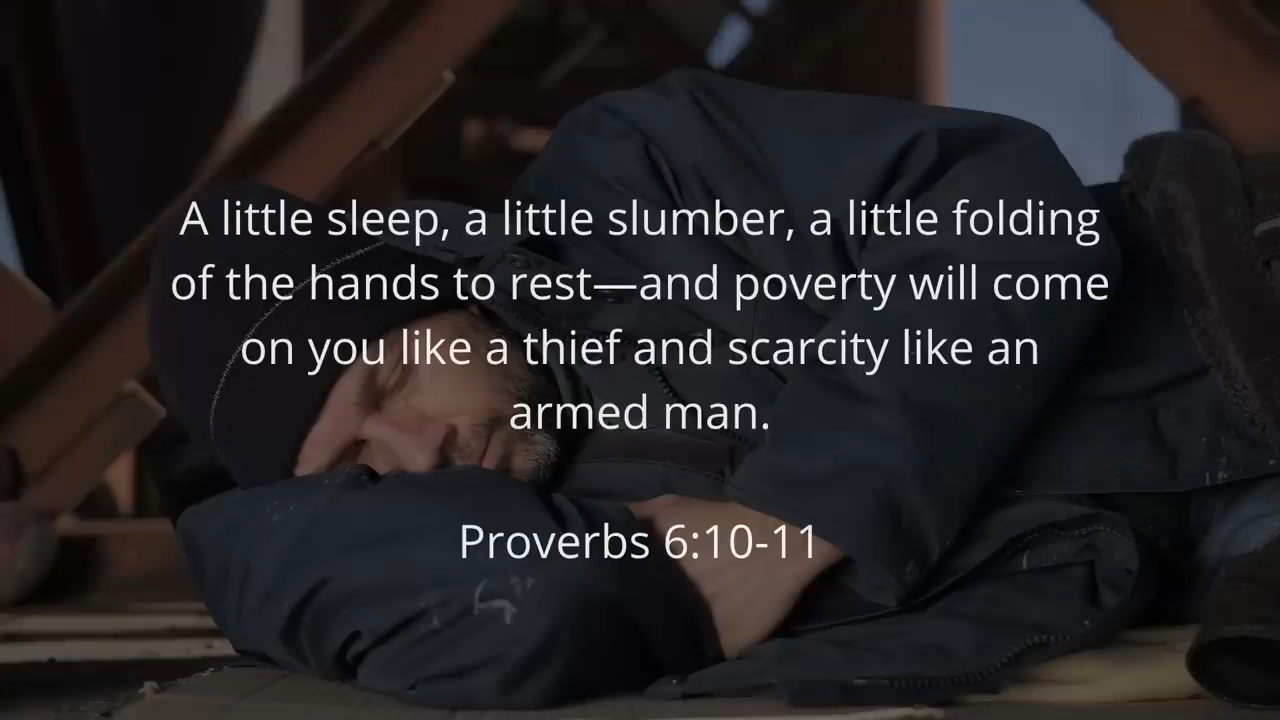 A little sleep, a little slumber, a little folding
of the hands to rest—and poverty will come
on you like a thief and scarcity like an
armed man.
Proverbs 6:10-11